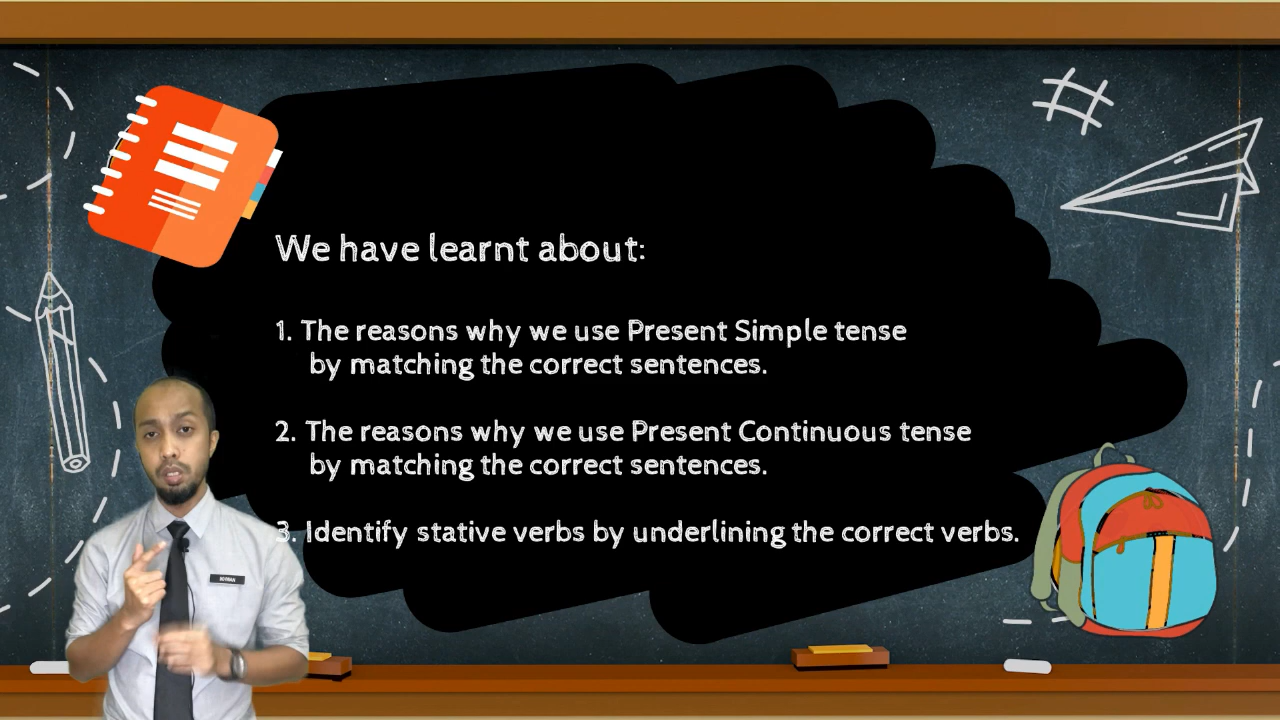 We have learnt about:
1. The reasons why we use Present Simple tense
by matching the correct sentences.
2. The reasons why we use Present Continuous tense
by matching the correct sentences.
3. Identify stative verbs by underlining the correct verbs.